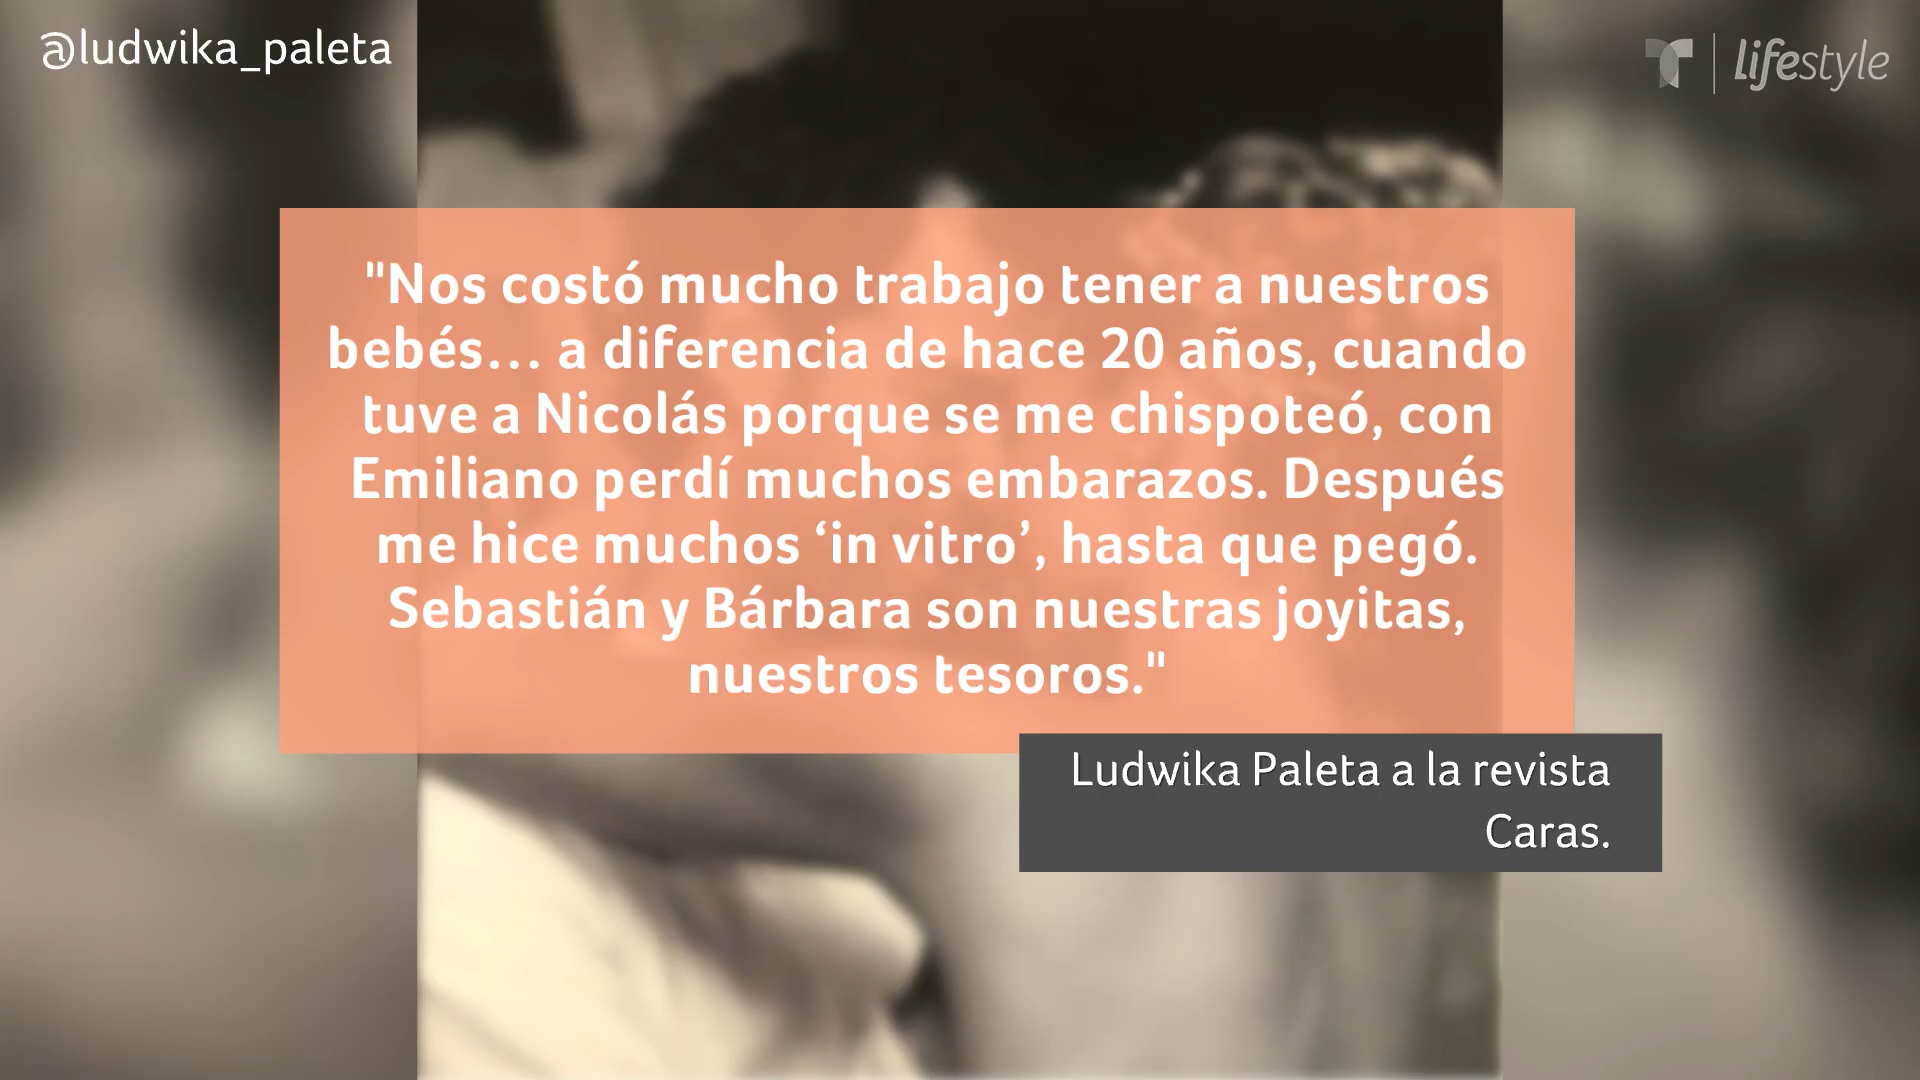 @ludwika_paleta
lifestyle
"Nos costó mucho trabajo tener a nuestros
bebés... a diferencia de hace 20 años, cuando
tuve a Nicolás porque se me chispoteó, con
Emiliano perdí muchos embarazos. Después
me hice muchos ‘in vitro’, hasta que pegó.
Sebastián y Bárbara son nuestras joyitas,
nuestros tesoros."
Ludwika Paleta a la revista
Caras.